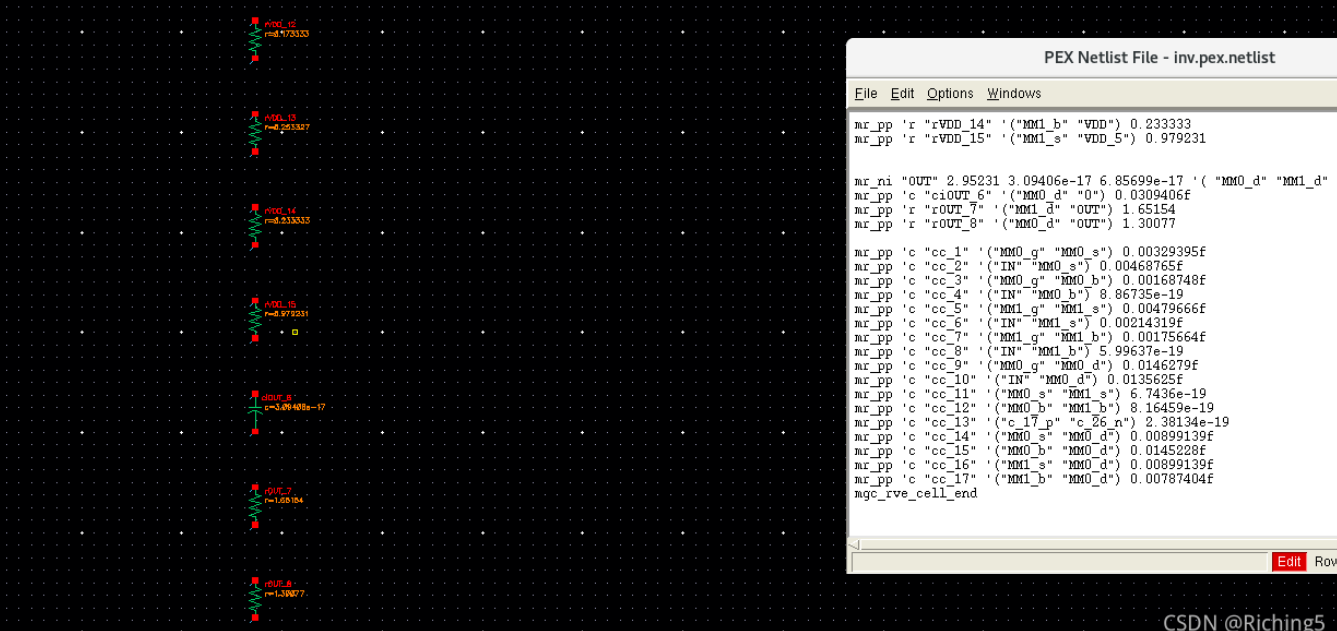 rVDD_12
r=0.173333
rVDD_13
r=0.253327
rVDD_14
r=0.233333
rVDD_15
r=0.979231
ciOUT_6
c=3.09406e-17
rOUT_7
r=1.65154
rOUT_8
r=1.30077
PEX Netlist File - inv.pex.netlist
File Edit Options Windows
mr_pp 'r "rVDD_14" '("MM1_b" "VDD") 0.233333
mr_pp 'r "rVDD_15" '("MM1_s" "VDD_5") 0.979231
mr_ni "OUT" 2.95231 3.09406e-17 6.85699e-17 '( "MM0_d" "MM1_d"
mr_pp 'c "ciOUT_6" '("MM0_d" "0") 0.0309406f
mr_pp 'r "rOUT_7" '("MM1_d" "OUT") 1.65154
mr_pp 'r "rOUT_8" '("MM0_d" "OUT") 1.30077
mr_pp 'c "cc_1" '("MM0_g" "MM0_s") 0.00329395f
mr_pp 'c "cc_2" '("IN" "MM0_s") 0.00468765f
mr_pp 'c "cc_3" '("MM0_g" "MM0_b") 0.00168748f
mr_pp 'c "cc_4" '("IN" "MM0_b") 8.86735e-19
mr_pp 'c "cc_5" '("MM1_g" "MM1_s") 0.00479666f
mr_pp 'c "cc_6" '("IN" "MM1_s") 0.00214319f
mr_pp 'c "cc_7" '("MM1_g" "MM1_b") 0.00175664f
mr_pp 'c "cc_8" '("IN" "MM1_b") 5.99637e-19
mr_pp 'c "cc_9" '("MM0_g" "MM0_d") 0.0146279f
mr_pp 'c "cc_10" '("IN" "MM0_d") 0.0135625f
mr_pp 'c "cc_11" '("MM0_s" "MM1_s") 6.7436e-19
mr_pp 'c "cc_12" '("MM0_b" "MM1_b") 8.16459e-19
mr_pp 'c "cc_13" '("c_17_p" "c_26_n") 2.38134e-19
mr_pp 'c "cc_14" '("MM0_s" "MM0_d") 0.00899139f
mr_pp 'c "cc_15" '("MM0_b" "MM0_d") 0.0145228f
mr_pp 'c "cc_16" '("MM1_s" "MM0_d") 0.00899139f
mr_pp 'c "cc_17" '("MM1_b" "MM0_d") 0.00787404f
mgc_rve_cell_end
Edit Row
CSDN @Riching5